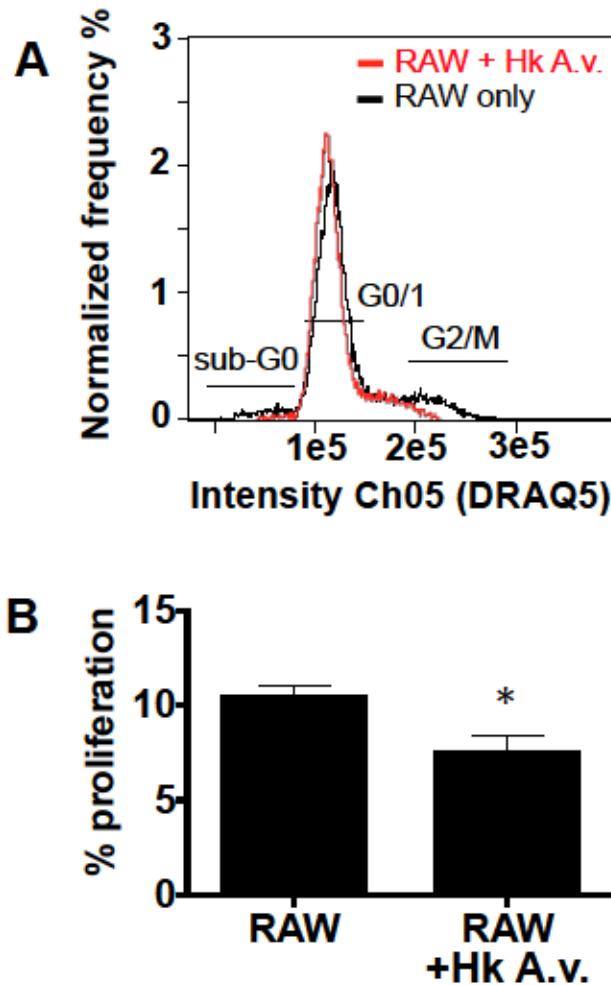 A
3
2
1
0
Normalized frequency %
RAW + Hk A.v.
RAW only
G0/1
G2/M
sub-G0
1e5 2e5 3e5
Intensity Ch05 (DRAQ5)
B
15
10
5
0
% proliferation
*
RAW RAW
+Hk A.v.